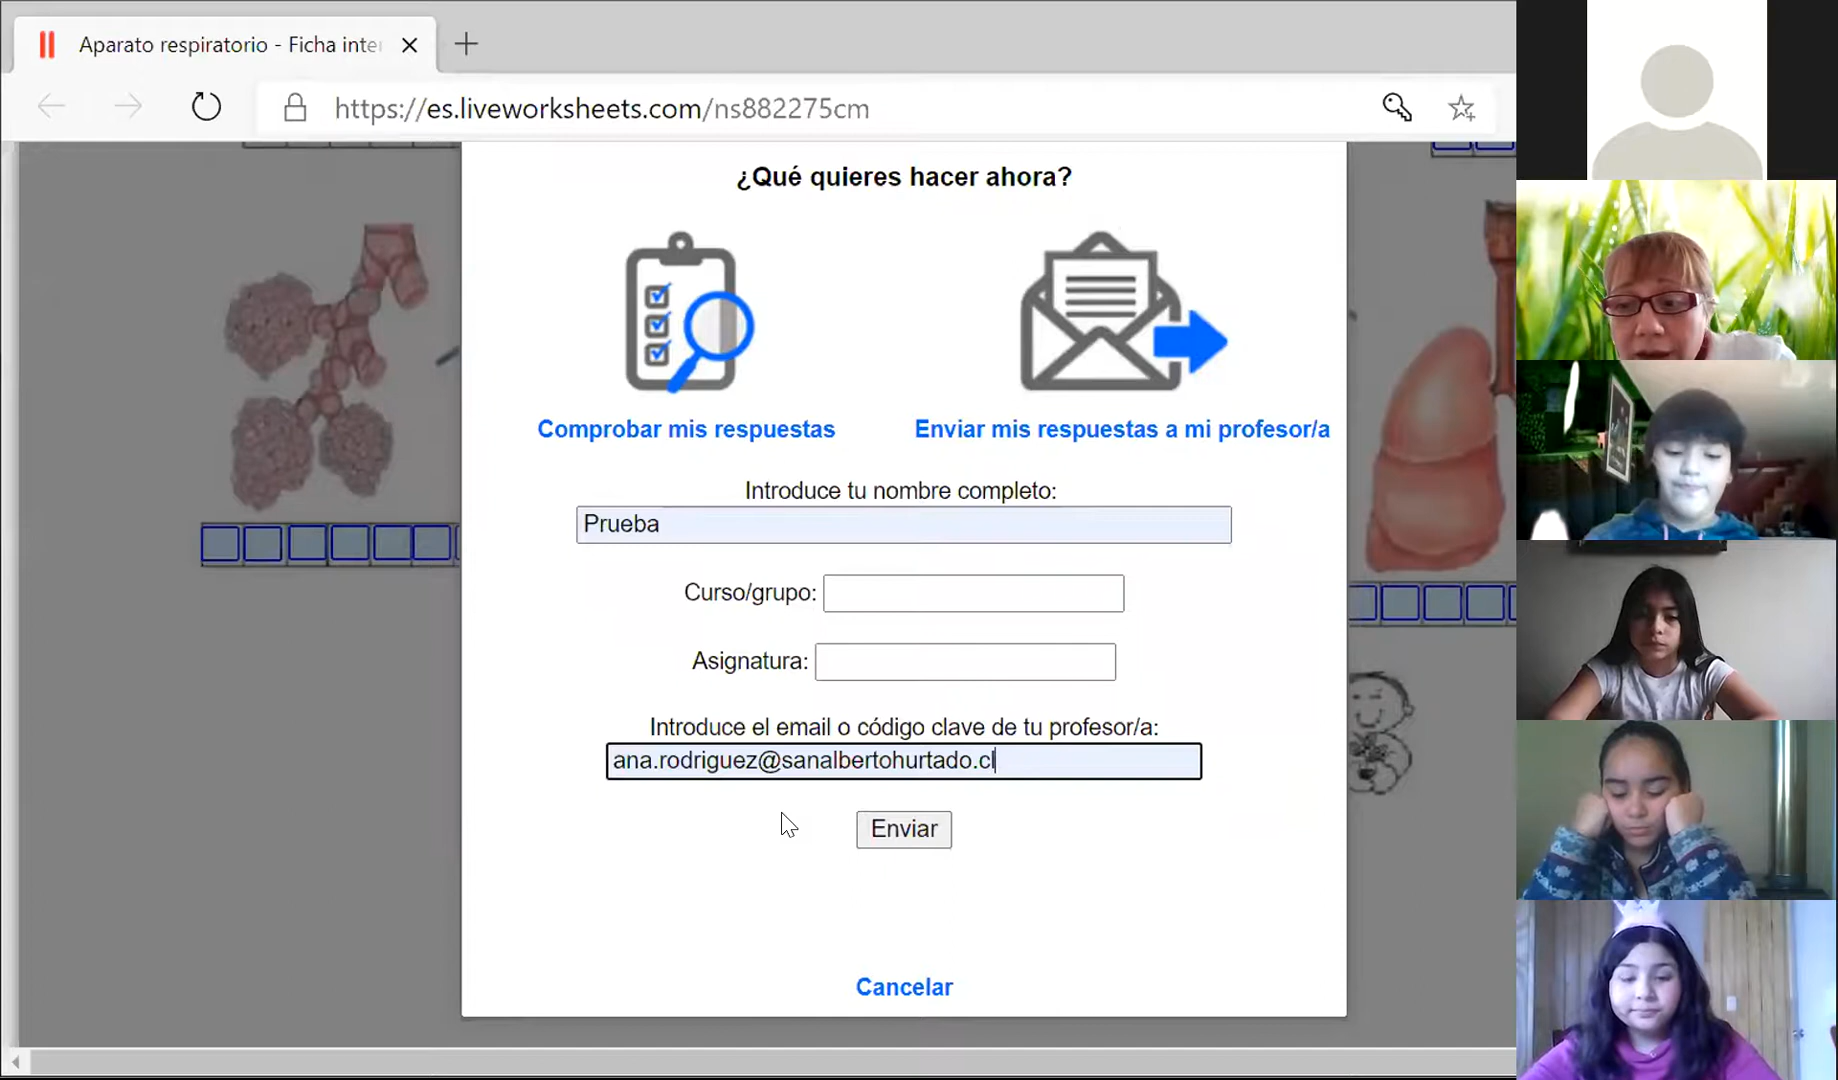 Aparato respiratorio - Ficha inte
https://es.liveworksheets.com/ns882275cm
¿Qué quieres hacer ahora?
Comprobar mis respuestas
Enviar mis respuestas a mi profesor/a
Introduce tu nombre completo:
Prueba
Curso/grupo:
Asignatura:
Introduce el email o código clave de tu profesor/a:
ana.rodriguez@sanalbertohurtado.cl
Enviar
Cancelar